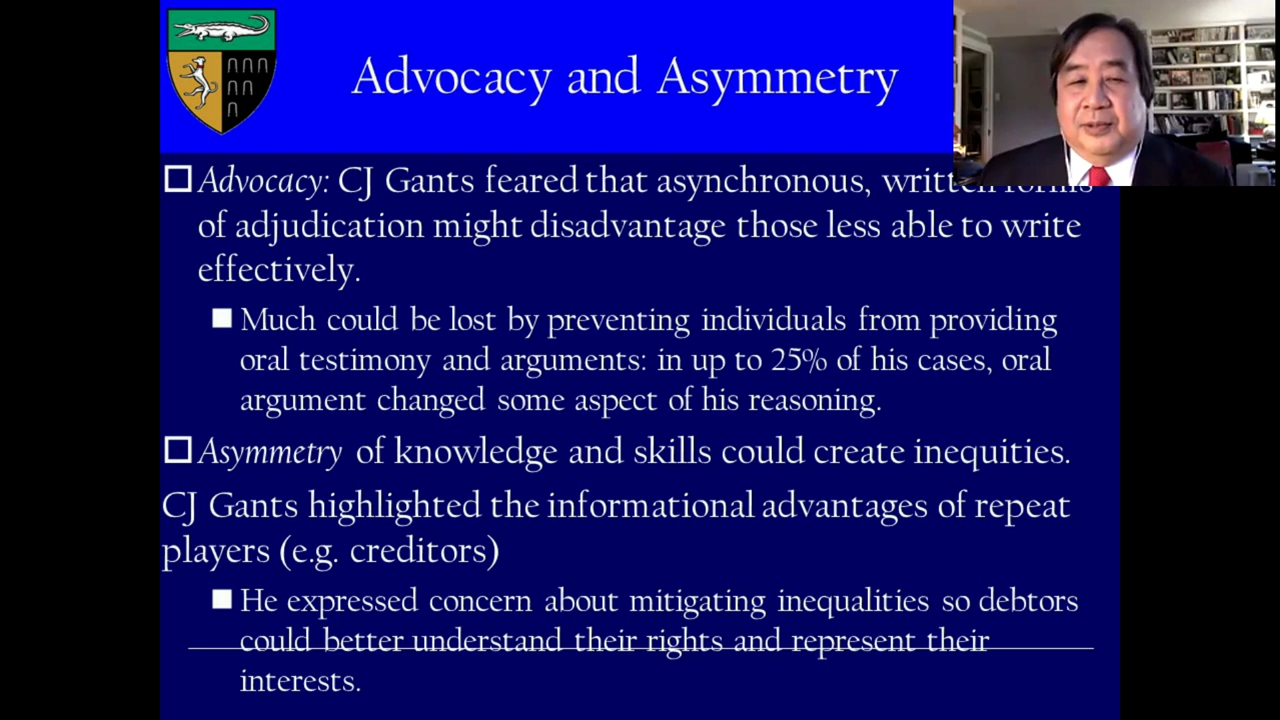 Advocacy and Asymmetry
Advocacy: CJ Gants feared that asynchronous, written forms
of adjudication might disadvantage those less able to write
effectively.
Much could be lost by preventing individuals from providing
oral testimony and arguments: in up to 25% of his cases, oral
argument changed some aspect of his reasoning.
Asymmetry of knowledge and skills could create inequities.
CJ Gants highlighted the informational advantages of repeat
players (e.g. creditors)
He expressed concern about mitigating inequalities so debtors
could better understand their rights and represent their
interests.